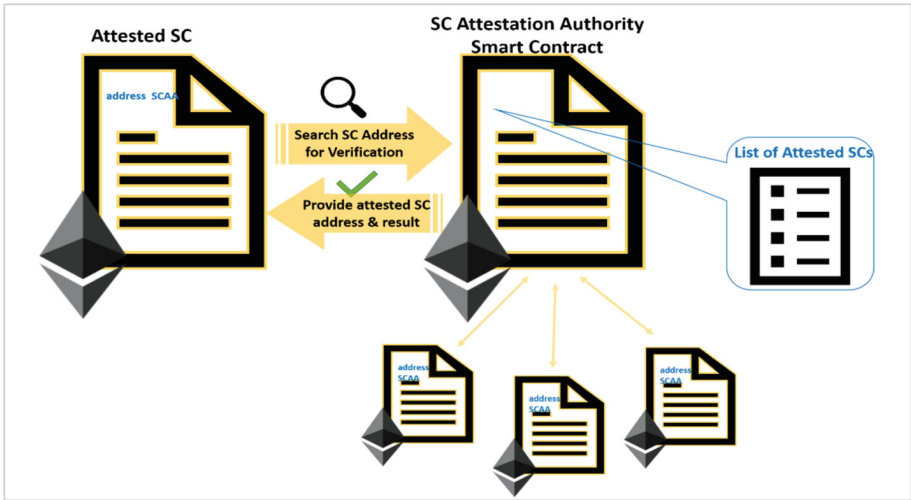 Attested SC
SC Attestation Authority
Smart Contract
address SCAA
Search SC Address
for Verification
Provide attested SC
address & result
List of Attested SCs
address
SCAA
address
SCAA
address
SCAA